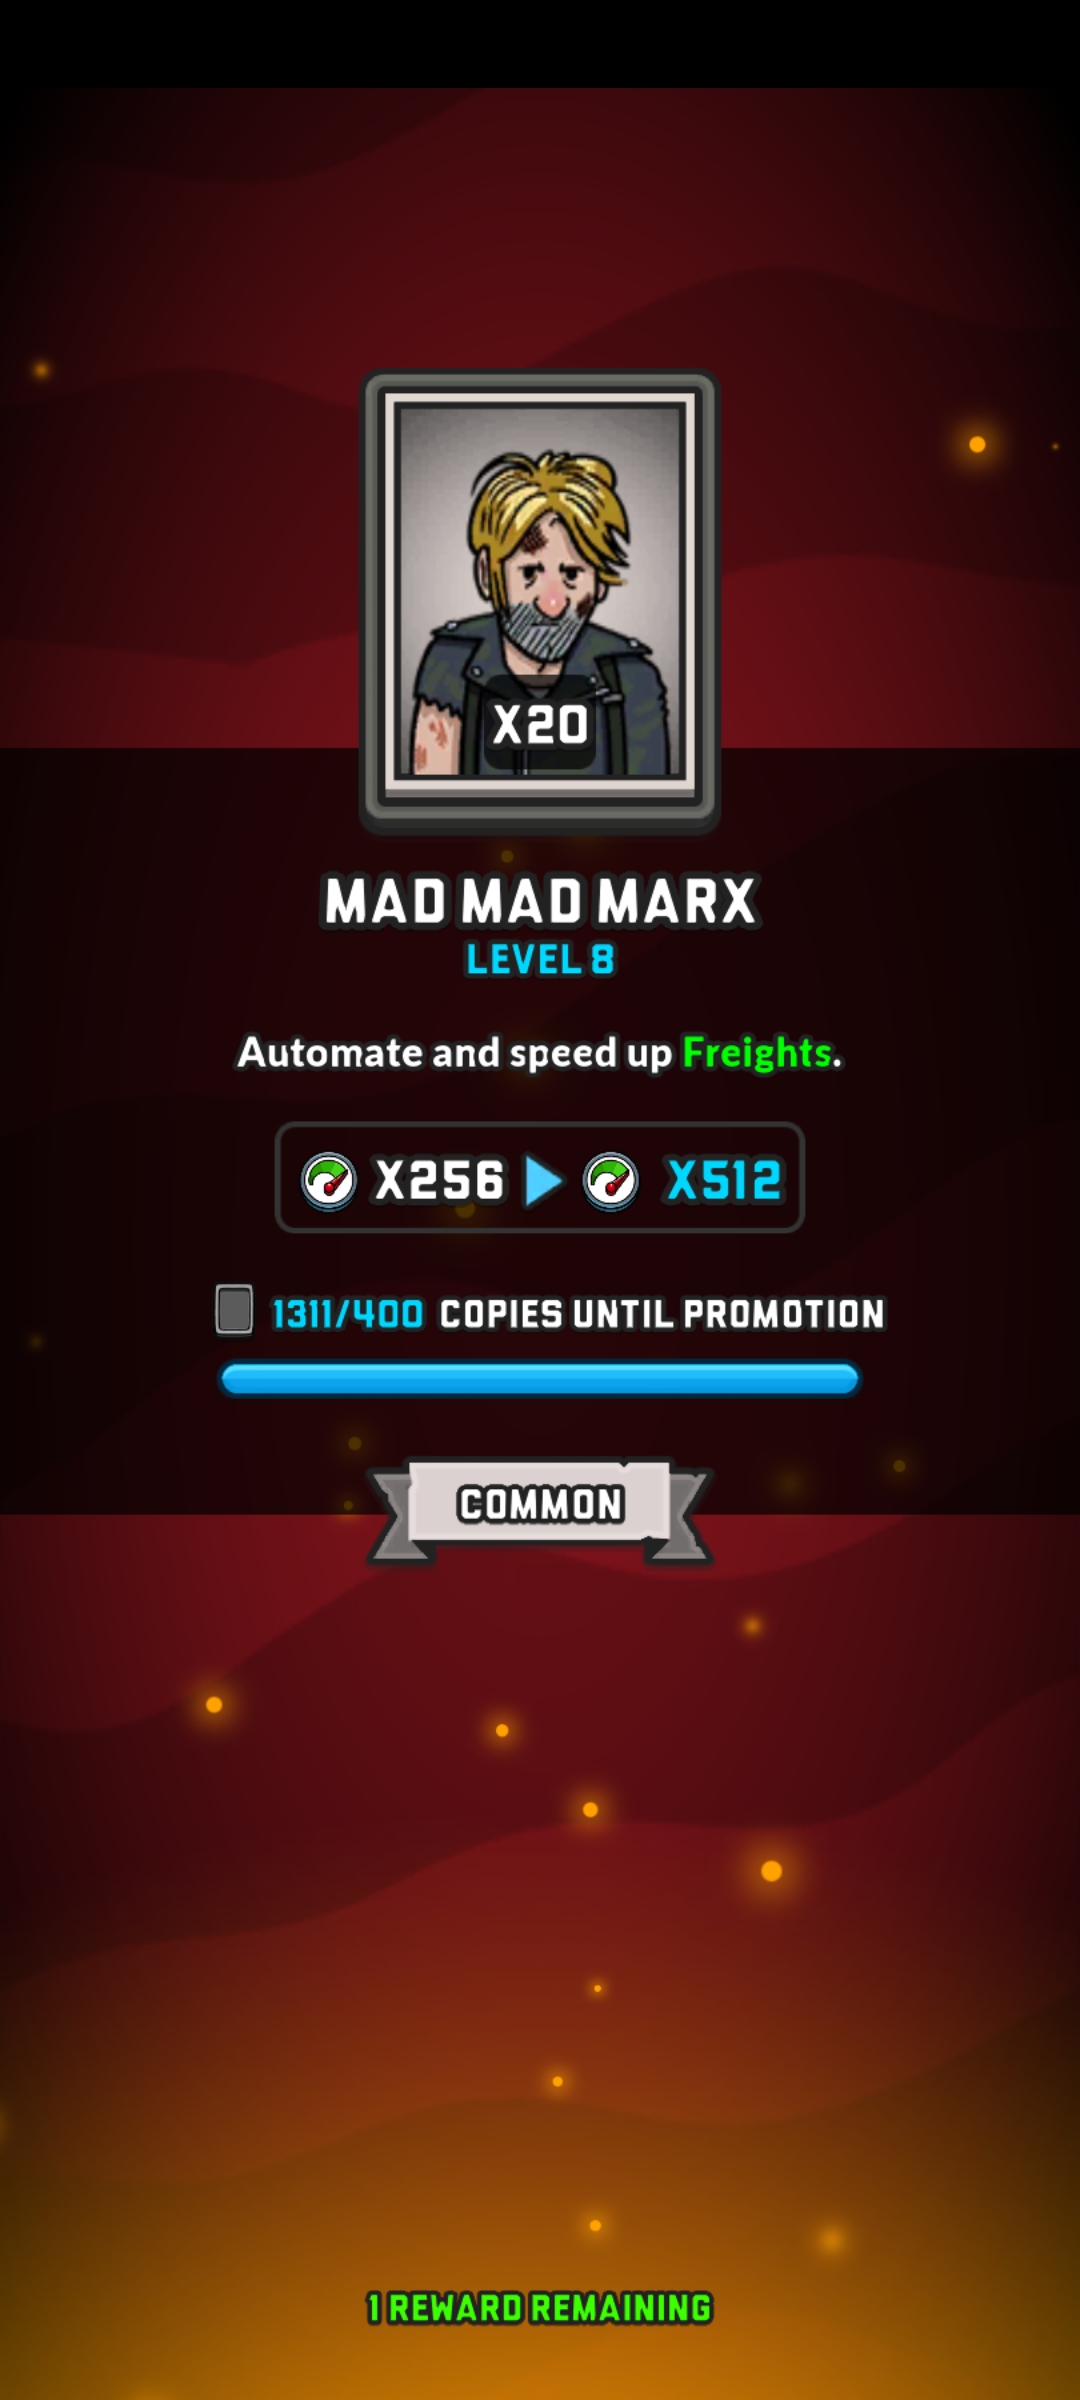 X20
MAD MAD MARX
LEVEL 8
Automate and speed up Freights.
X256 X512
1311/400 COPIES UNTIL PROMOTION
COMMON
1 REWARD REMAINING